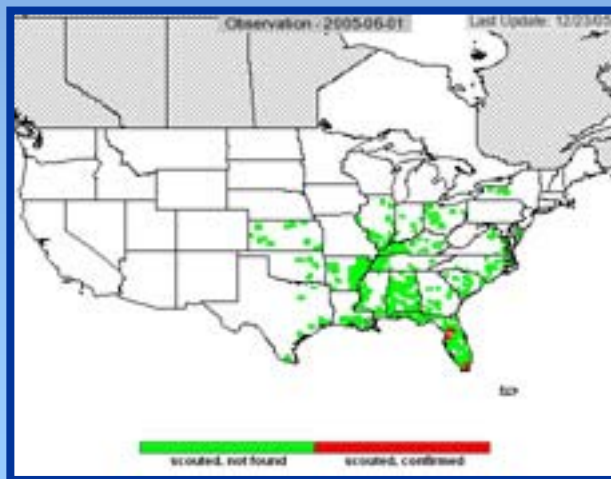 Observation - 2005-06-01
Last Update: 12/23/05
scouted, not found
scouted, confirmed